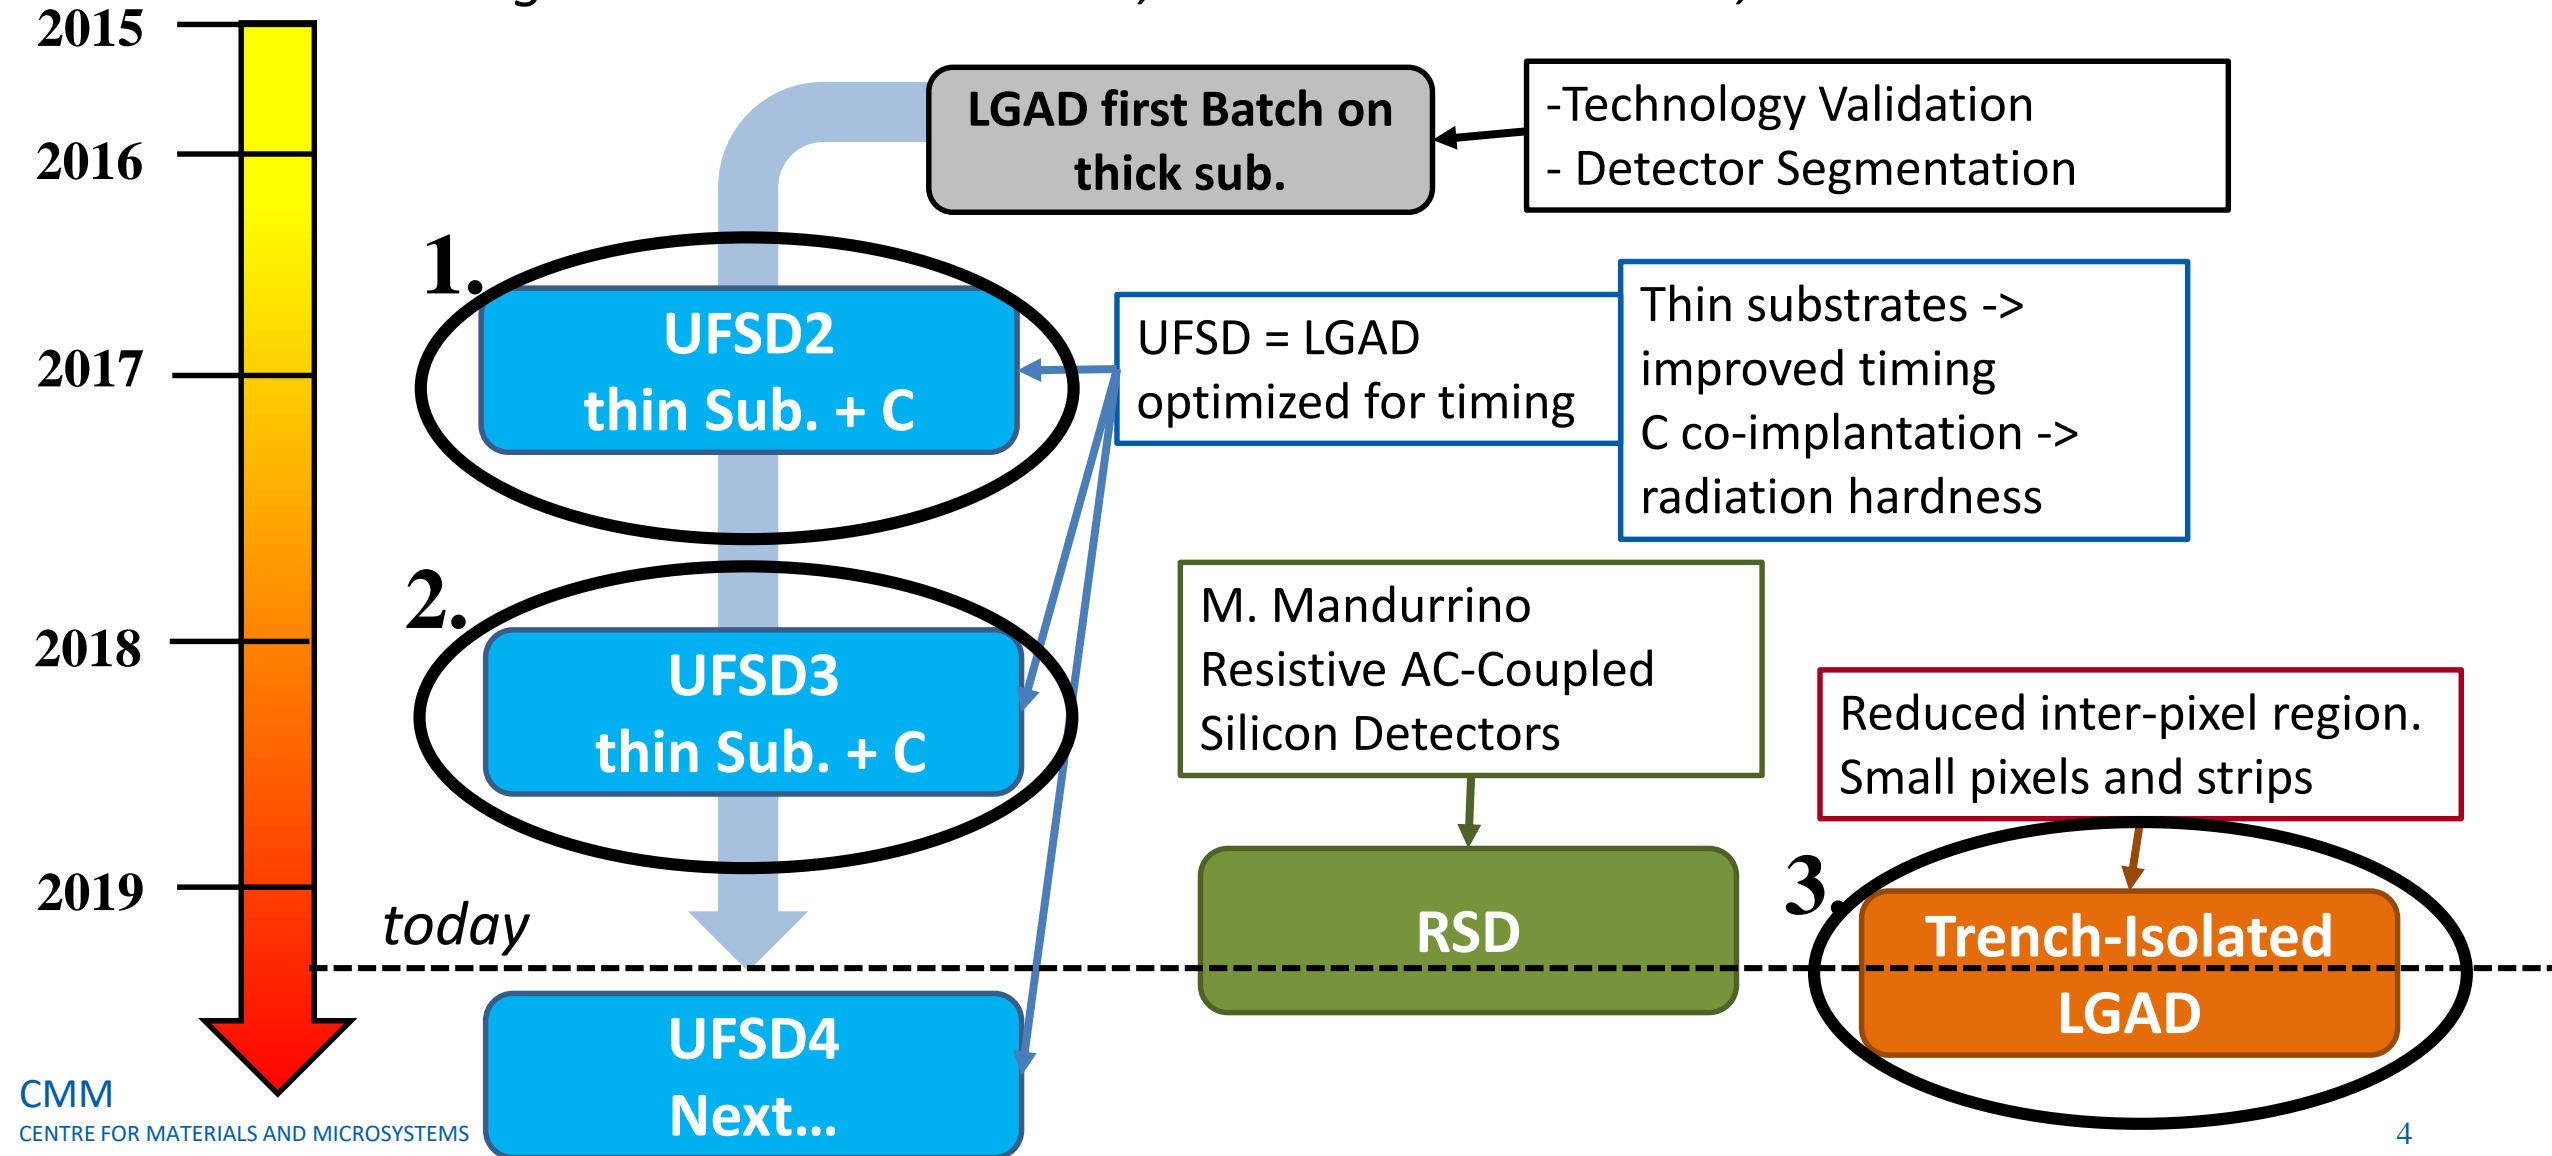 2015
2016
2017
2018
2019
LGAD first Batch on
thick sub.
-Technology Validation
- Detector Segmentation
1.
UFSD2
thin Sub. + C
UFSD = LGAD
optimized for timing
Thin substrates ->
improved timing
C co-implantation ->
radiation hardness
2.
UFSD3
thin Sub. + C
M. Mandurrino
Resistive AC-Coupled
Silicon Detectors
Reduced inter-pixel region.
Small pixels and strips
today
RSD
3.
Trench-Isolated
LGAD
UFSD4
Next...
CMM
CENTRE FOR MATERIALS AND MICROSYSTEMS
4